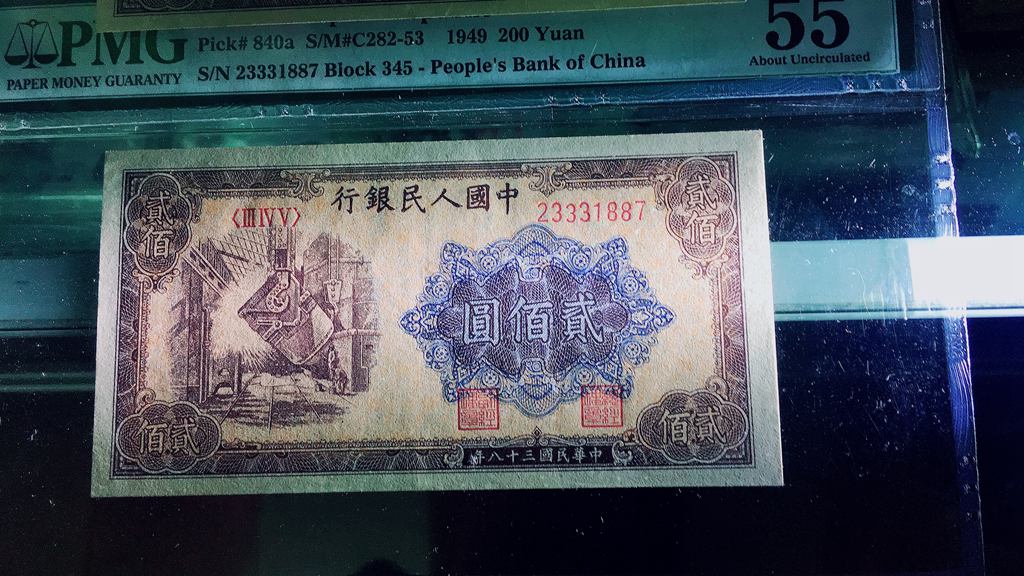 PMG
PAPER MONEY GUARANTY
Pick# 840a S/M#C282-53 1949 200 Yuan
S/N 23331887 Block 345 - People's Bank of China
55
About Uncirculated
行銀民人國中
〈III IV V〉
23331887
貳佰
貳佰
圓佰貳
佰貳
佰貳
年八十三國民華中